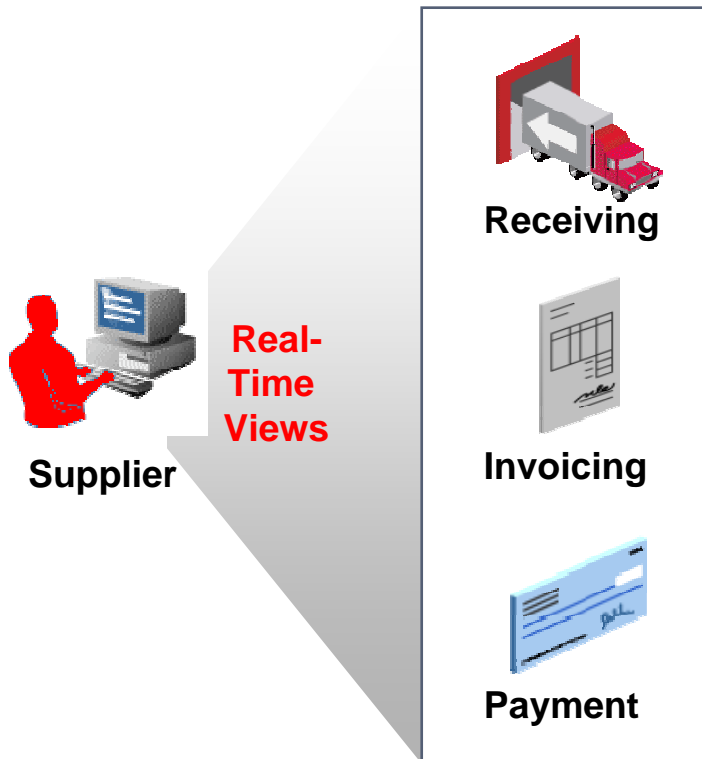 Receiving
Real-
Time
Views
Supplier
Invoicing
Payment